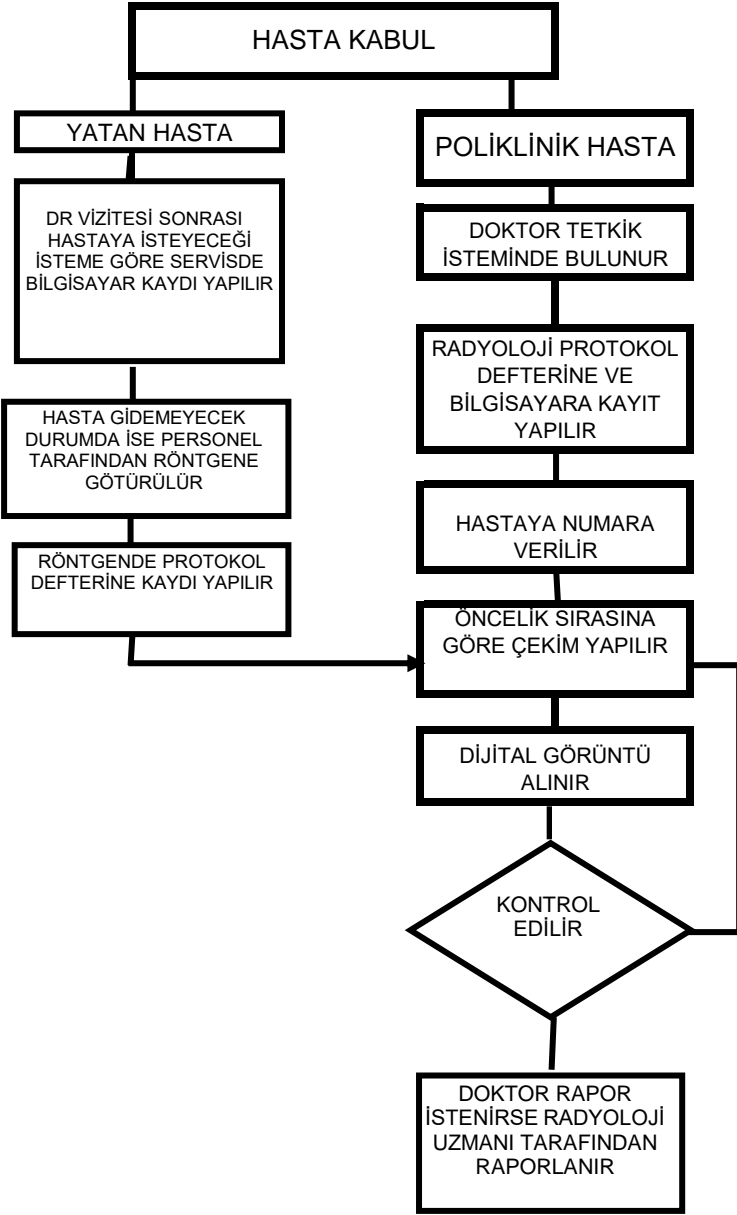 HASTA KABUL
YATAN HASTA
DR VİZİTESİ SONRASI
HASTAYA İSTEYECEĞİ
İSTEME GÖRE SERVİSDE
BİLGİSAYAR KAYDI YAPILIR
HASTA GİDEMEYECEK
DURUMDA İSE PERSONEL
TARAFINDAN RÖNTGENE
GÖTÜRÜLÜR
RÖNTGENDE PROTOKOL
DEFTERİNE KAYDI YAPILIR
POLİKLİNİK HASTA
DOKTOR TETKİK
İSTEMİNDE BULUNUR
RADYOLOJİ PROTOKOL
DEFTERİNE VE
BİLGİSAYARA KAYIT
YAPILIR
HASTAYA NUMARA
VERİLİR
ÖNCELİK SIRASINA
GÖRE ÇEKİM YAPILIR
DİJİTAL GÖRÜNTÜ
ALINIR
KONTROL
EDİLİR
DOKTOR RAPOR
İSTENİRSE RADYOLOJİ
UZMANI TARAFINDAN
RAPORLANIR